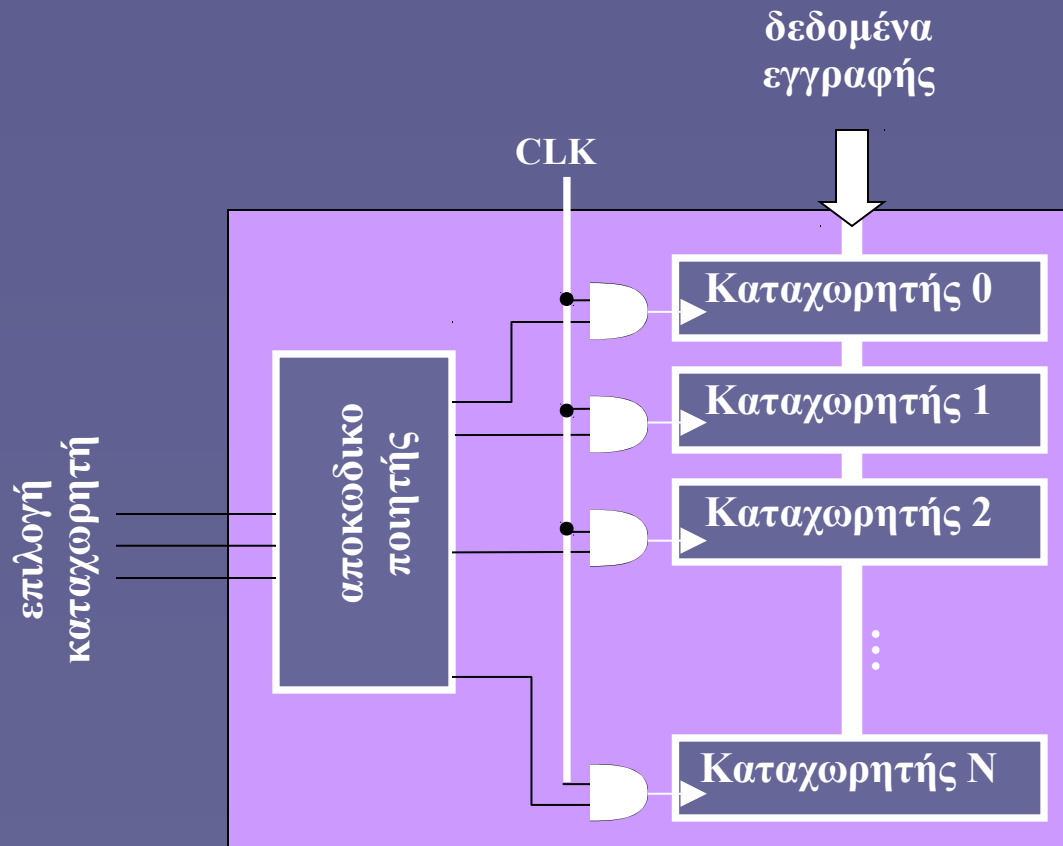 δεδομένα
εγγραφής
CLK
Καταχωρητής 0
Καταχωρητής 1
Καταχωρητής 2
Καταχωρητής N
αποκωδικο
ποιητής
επιλογή
καταχωρητή